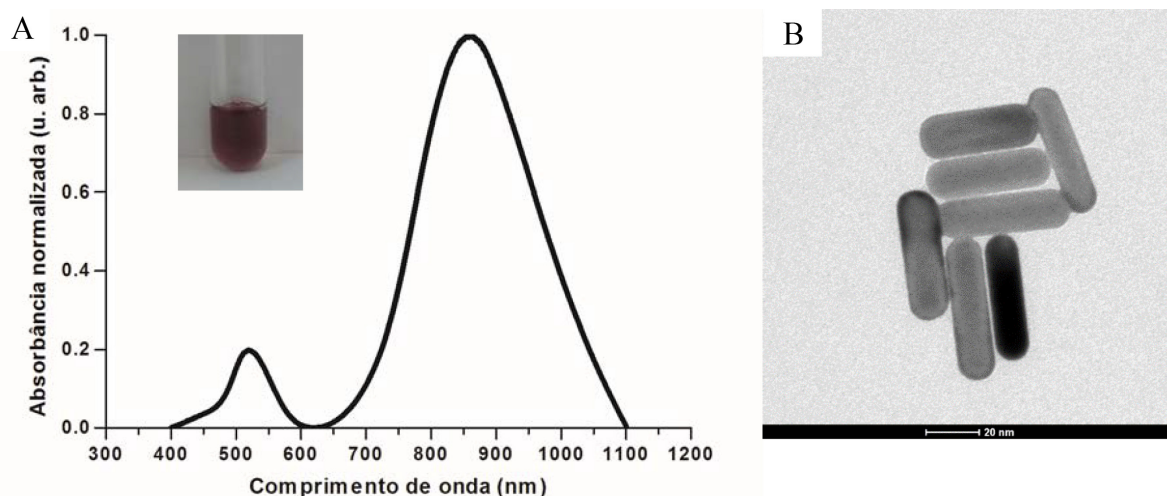 A
Absorbância normalizada (u. arb.)
1.0
0.8
0.6
0.4
0.2
0.0
300 400 500 600 700 800 900 1000 1100 1200
Comprimento de onda (nm)
B
20 nm